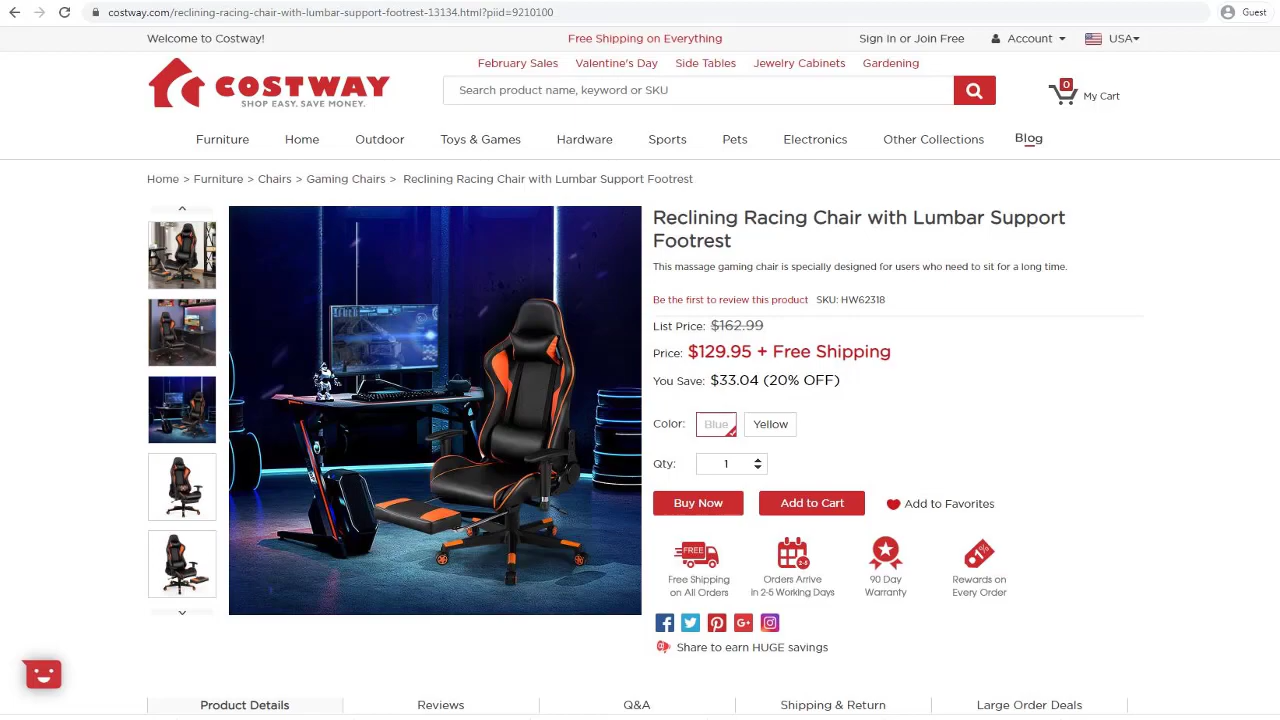 costway.com/reclining-racing-chair-with-lumbar-support-footrest-13134.html?piid=9210100
Guest
Welcome to Costway!
Free Shipping on Everything
Sign In or Join Free
Account
USA
February Sales
Valentine's Day
Side Tables
Jewelry Cabinets
Gardening
COSTWAY
SHOP EASY. SAVE MONEY.
Search product name, keyword or SKU
0
My Cart
Furniture
Home
Outdoor
Toys & Games
Hardware
Sports
Pets
Electronics
Other Collections
Blog
Home > Furniture > Chairs > Gaming Chairs > Reclining Racing Chair with Lumbar Support Footrest
Reclining Racing Chair with Lumbar Support
Footrest
This massage gaming chair is specially designed for users who need to sit for a long time.
Be the first to review this product SKU: HW62318
List Price: $162.99
Price: $129.95 + Free Shipping
You Save: $33.04 (20% OFF)
Color: Blue Yellow
Qty: 1
Buy Now
Add to Cart
Add to Favorites
FREE
2-5
1%
Free Shipping
on All Orders
Orders Arrive
in 2-5 Working Days
90 Day
Warranty
Rewards on
Every Order
G+
Share to earn HUGE savings
Product Details
Reviews
Q&A
Shipping & Return
Large Order Deals